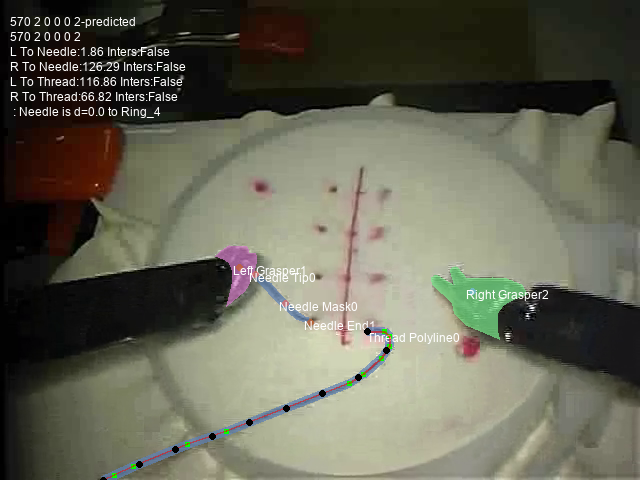 570 2 0 0 0 2-predicted
570 2 0 0 0 2
L To Needle:1.86 Inters:False
R To Needle:126.29 Inters:False
L To Thread:116.86 Inters:False
R To Thread:66.82 Inters:False
: Needle is d=0.0 to Ring_4
Left Grasper1
Needle Tip0
Right Grasper2
Needle Mask0
Needle End1
Thread Polyline0